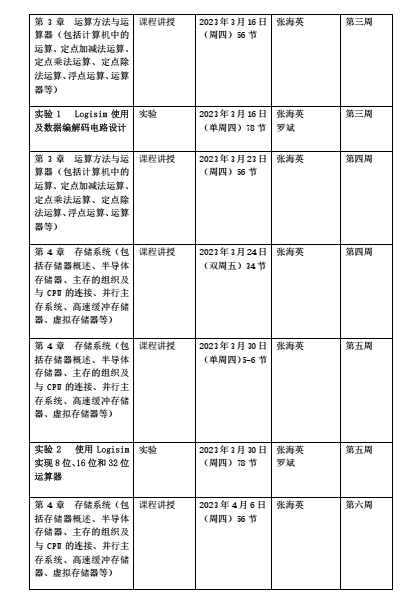 第 3 章 运算方法与运
算器（包括计算机中的
运算、定点加减法运算、
定点乘法运算、定点除
法运算、浮点运算、运算
器等）
课程讲授
2023 年 3 月 16 日
（周四）56 节
张海英
第三周
实验 1 Logisim 使用
及数据编解码电路设计
实验
2023 年 3 月 16 日
（单周四）78 节
张海英
罗斌
第三周
第 3 章 运算方法与运
算器（包括计算机中的
运算、定点加减法运算、
定点乘法运算、定点除
法运算、浮点运算、运算
器等）
课程讲授
2023 年 3 月 23 日
（周四）56 节
张海英
第四周
第 4 章 存储系统（包
括存储器概述、半导体
存储器、主存的组织及
与 CPU 的连接、并行主
存系统、高速缓冲存储
器、虚拟存储器等）
课程讲授
2023 年 3 月 24 日
（双周五）34 节
张海英
第四周
第 4 章 存储系统（包
括存储器概述、半导体
存储器、主存的组织及
与 CPU 的连接、并行主
存系统、高速缓冲存储
器、虚拟存储器等）
课程讲授
2023 年 3 月 30 日
（单周四）5-6 节
张海英
第五周
实验 2 使用 Logisim
实现 8 位、16 位和 32 位
运算器
实验
2023 年 3 月 30 日
（周四）78 节
张海英
罗斌
第五周
第 4 章 存储系统（包
括存储器概述、半导体
存储器、主存的组织及
与 CPU 的连接、并行主
存系统、高速缓冲存储
器、虚拟存储器等）
课程讲授
2023 年 4 月 6 日
（周四）56 节
张海英
第六周